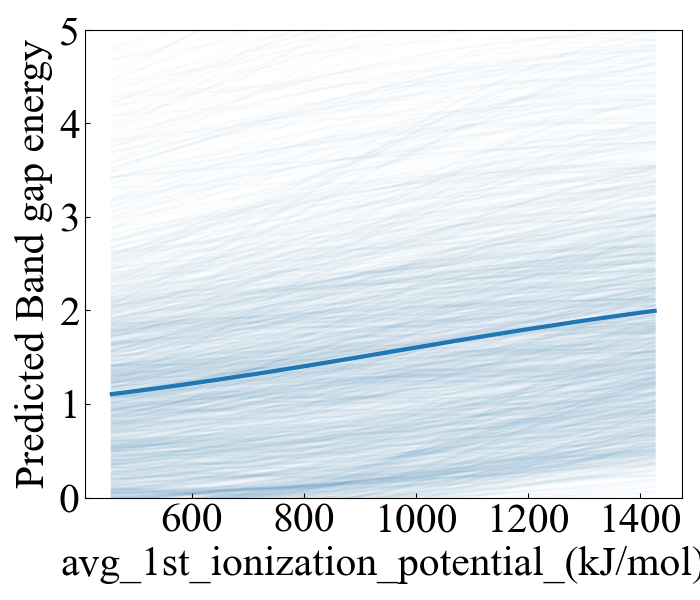 5
4
3
2
1
0
Predicted Band gap energy
600 800 1000 1200 1400
avg_1st_ionization_potential_(kJ/mol)